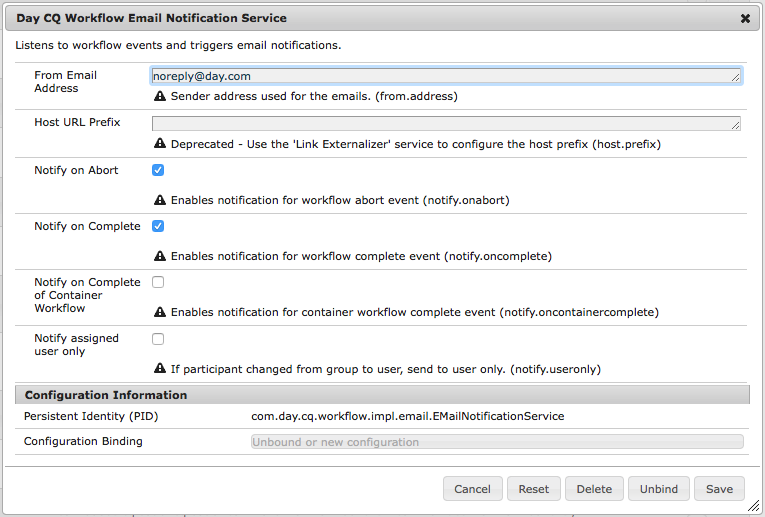 Day CQ Workflow Email Notification Service
Listens to workflow events and triggers email notifications.
From Email
Address
noreply@day.com
Sender address used for the emails. (from.address)
Host URL Prefix
Deprecated - Use the 'Link Externalizer' service to configure the host prefix (host.prefix)
Notify on Abort
Enables notification for workflow abort event (notify.onabort)
Notify on Complete
Enables notification for workflow complete event (notify.oncomplete)
Notify on Complete
of Container
Workflow
Enables notification for container workflow complete event (notify.oncontainercomplete)
Notify assigned
user only
If participant changed from group to user, send to user only. (notify.useronly)
Configuration Information
Persistent Identity (PID) com.day.cq.workflow.impl.email.EMailNotificationService
Configuration Binding Unbound or new configuration
Cancel Reset Delete Unbind Save